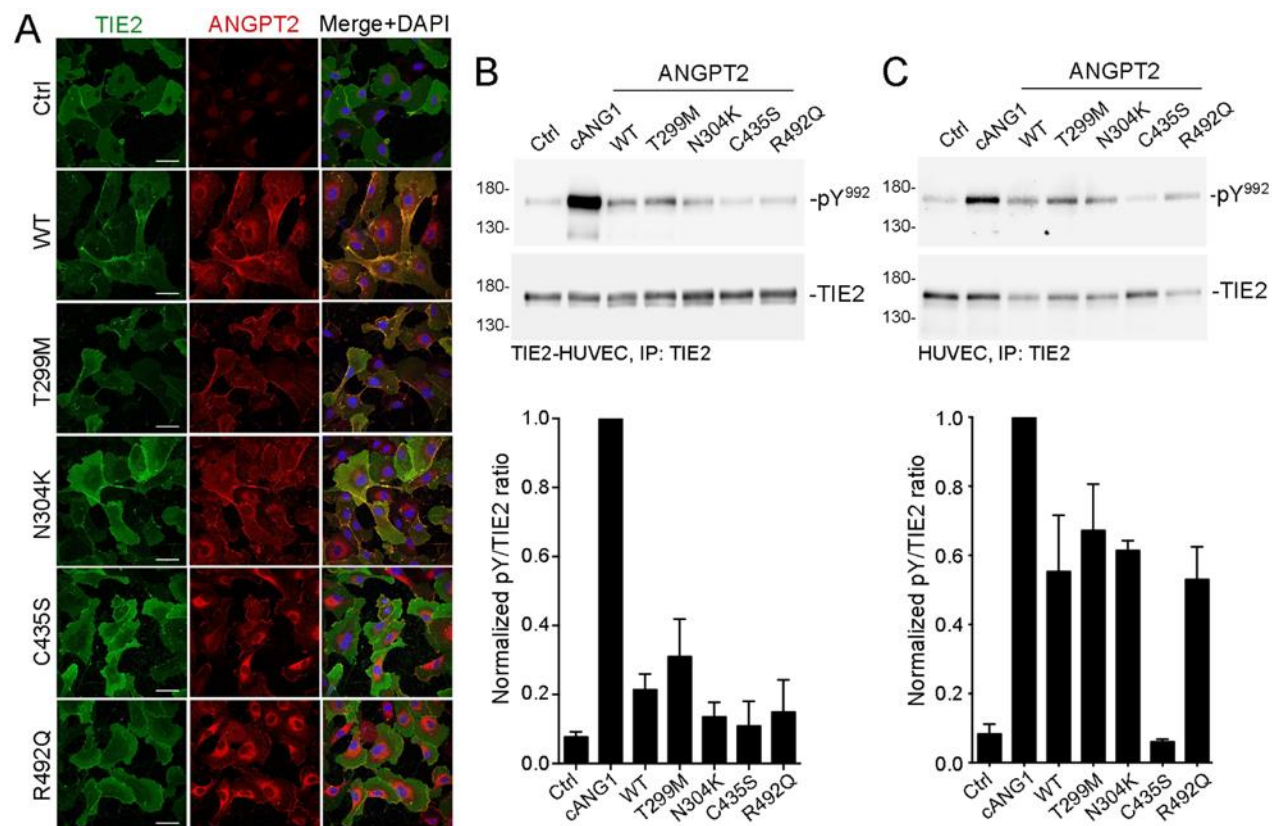 A
TIE2 ANGPT2 Merge+DAPI
Ctrl
WT
T299M
N304K
C435S
R492Q
B
ANGPT2
Ctrl cANG1 WT T299M N304K C435S R492Q
180-
130-
-pY⁹⁹²
180-
130-
-TIE2
TIE2-HUVEC, IP: TIE2
Normalized pY/TIE2 ratio
1.0
0.8
0.6
0.4
0.2
0.0
Ctrl cANG1 WT T299M N304K C435S R492Q
C
ANGPT2
Ctrl cANG1 WT T299M N304K C435S R492Q
180-
130-
-pY⁹⁹²
180-
130-
-TIE2
HUVEC, IP: TIE2
Normalized pY/TIE2 ratio
1.0
0.8
0.6
0.4
0.2
0.0
Ctrl cANG1 WT T299M N304K C435S R492Q